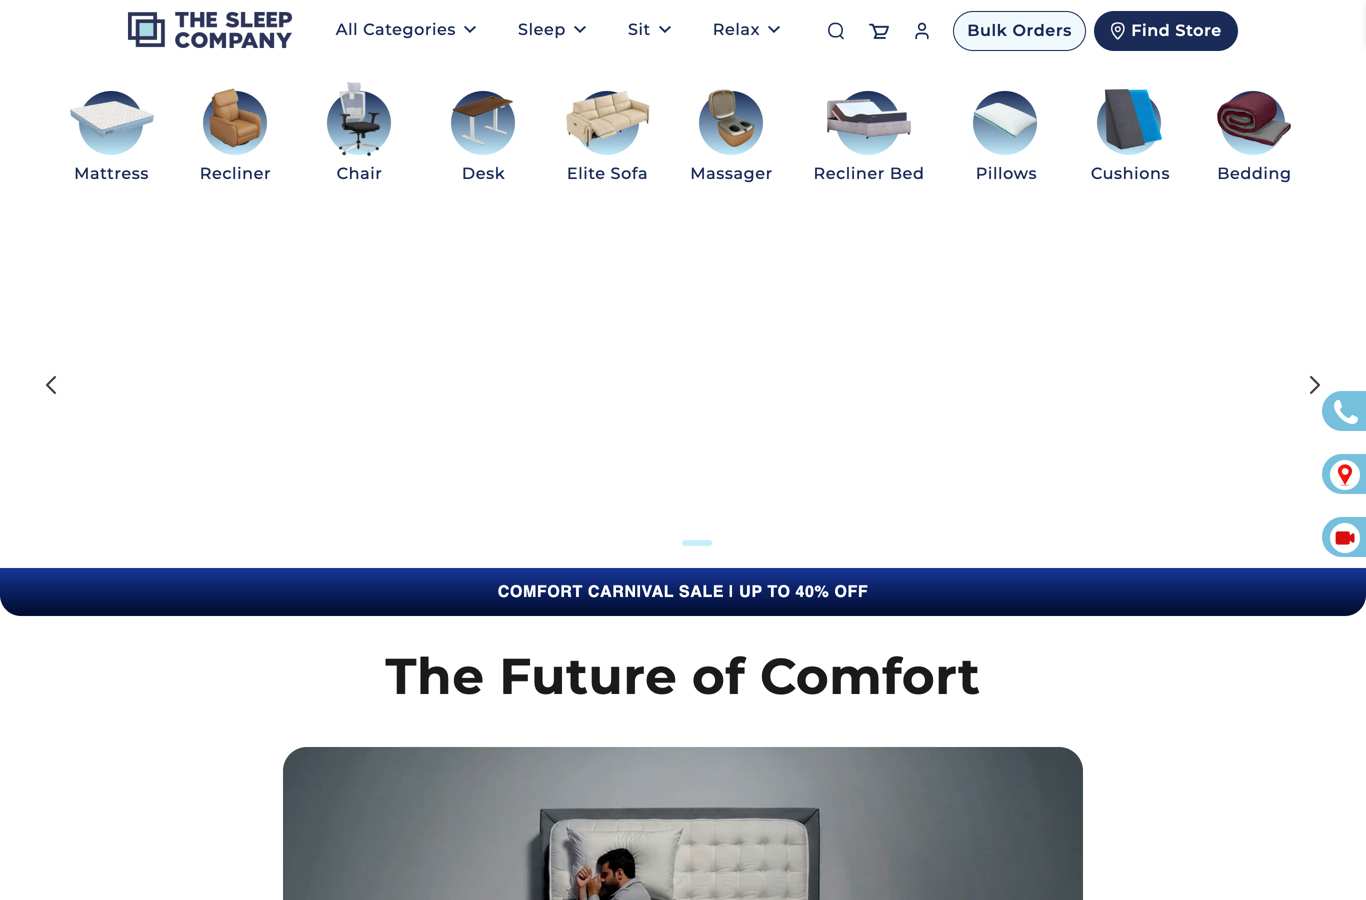 THE SLEEP
COMPANY
All Categories
Sleep
Sit
Relax
Bulk Orders
Find Store
Mattress
Recliner
Chair
Desk
Elite Sofa
Massager
Recliner Bed
Pillows
Cushions
Bedding
COMFORT CARNIVAL SALE | UP TO 40% OFF
The Future of Comfort